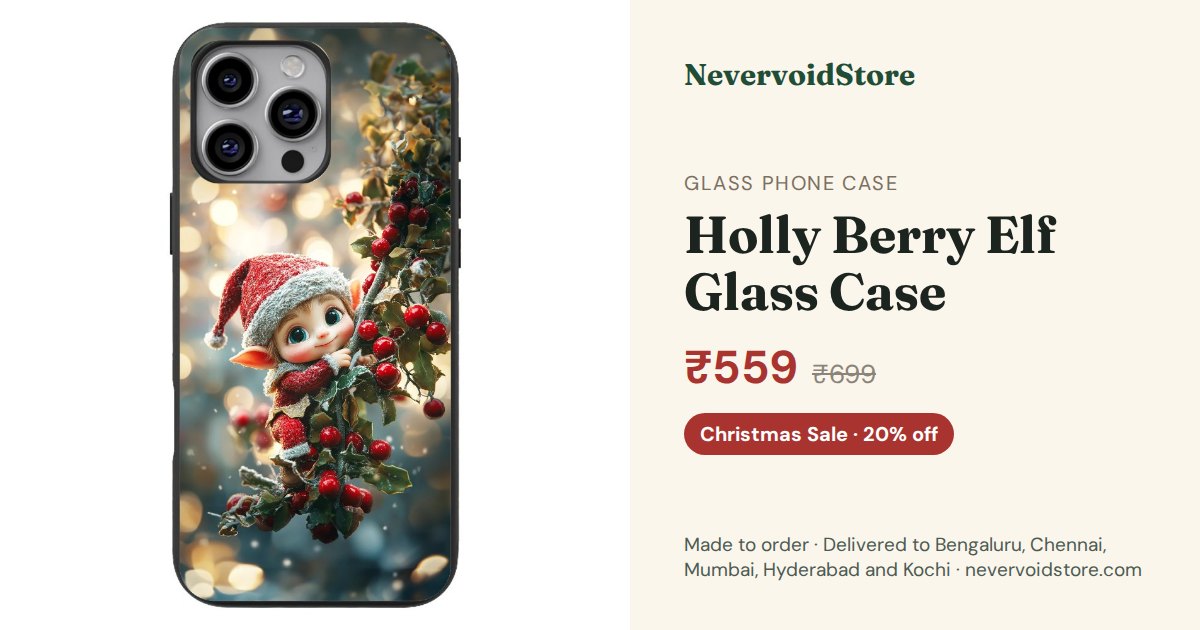 NevervoidStore
GLASS PHONE CASE
Holly Berry Elf
Glass Case
₹559 ₹699
Christmas Sale · 20% off
Made to order · Delivered to Bengaluru, Chennai,
Mumbai, Hyderabad and Kochi · nevervoidstore.com